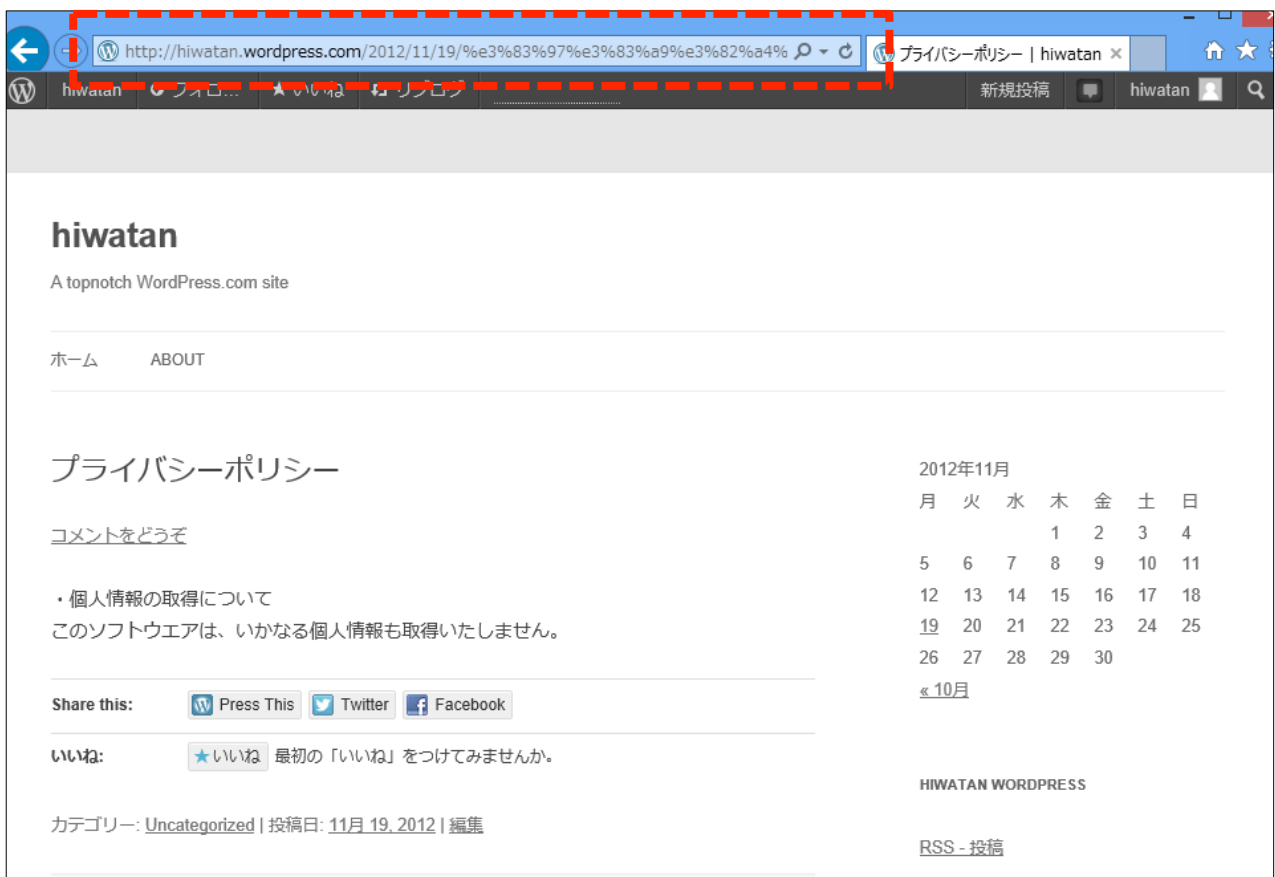 http://hiwatan.wordpress.com/2012/11/19/%e3%83%97%e3%83%a9%e3%82%a4%
プライバシーポリシー | hiwatan
hiwatan フォロ... いいね リブログ 新規投稿 hiwatan
hiwatan
A topnotch WordPress.com site
ホーム ABOUT
プライバシーポリシー
コメントをどうぞ
・個人情報の取得について
このソフトウエアは、いかなる個人情報も取得いたしません。
Share this: Press This Twitter Facebook
いいね: いいね 最初の「いいね」をつけてみませんか。
カテゴリー: Uncategorized | 投稿日: 11月 19, 2012 | 編集
2012年11月
月 火 水 木 金 土 日
1 2 3 4
5 6 7 8 9 10 11
12 13 14 15 16 17 18
19 20 21 22 23 24 25
26 27 28 29 30
« 10月
HIWATAN WORDPRESS
RSS - 投稿